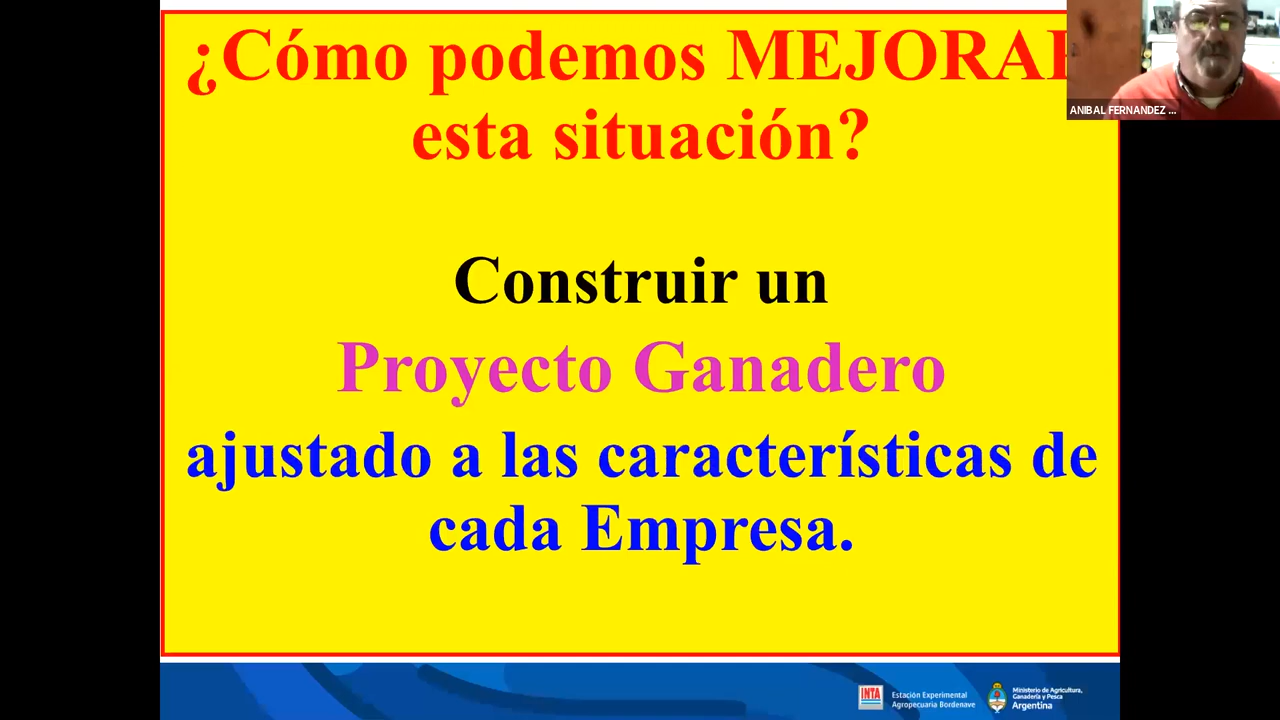 ¿Cómo podemos MEJORAR
esta situación?
Construir un
Proyecto Ganadero
ajustado a las características de
cada Empresa.
ANIBAL FERNANDEZ ...
INTA
Estación Experimental
Agropecuaria Bordenave
Ministerio de Agricultura,
Ganadería y Pesca
Argentina